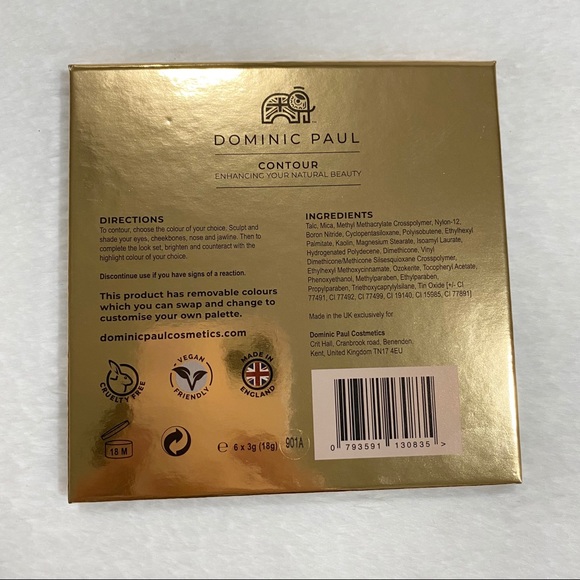 DOMINIC PAUL
CONTOUR
ENHANCING YOUR NATURAL BEAUTY
DIRECTIONS
To contour, choose the colour of your choice. Sculpt and
shade your eyes, cheekbones, nose and jawline. Then to
complete the look set, brighten and counteract with the
highlight colour of your choice.
Discontinue use if you have signs of a reaction.
This product has removable colours
which you can swap and change to
customise your own palette.
dominicpaulcosmetics.com
CRUELTY FREE
VEGAN
FRIENDLY
MADE IN
ENGLAND
18 M
e 6 x 3g (18g)
901A
INGREDIENTS
Talc, Mica, Methyl Methacrylate Crosspolymer, Nylon-12,
Boron Nitride, Cyclopentasiloxane, Polyisobutene, Ethylhexyl
Palmitate, Kaolin, Magnesium Stearate, Isoamyl Laurate,
Hydrogenated Polydecene, Dimethicone, Vinyl
Dimethicone/Methicone Silsesquioxane Crosspolymer,
Ethylhexyl Methoxycinnamate, Ozokerite, Tocopheryl Acetate,
Phenoxyethanol, Methylparaben, Ethylparaben,
Propylparaben, Triethoxycaprylylsilane, Tin Oxide [+/- CI
77491, CI 77492, CI 77499, CI 19140, CI 15985, CI 77891]
Made in the UK exclusively for
Dominic Paul Costmetics
Crit Hall, Cranbrook road, Benenden,
Kent, United Kingdom TN17 4EU
0 793591 130835 >